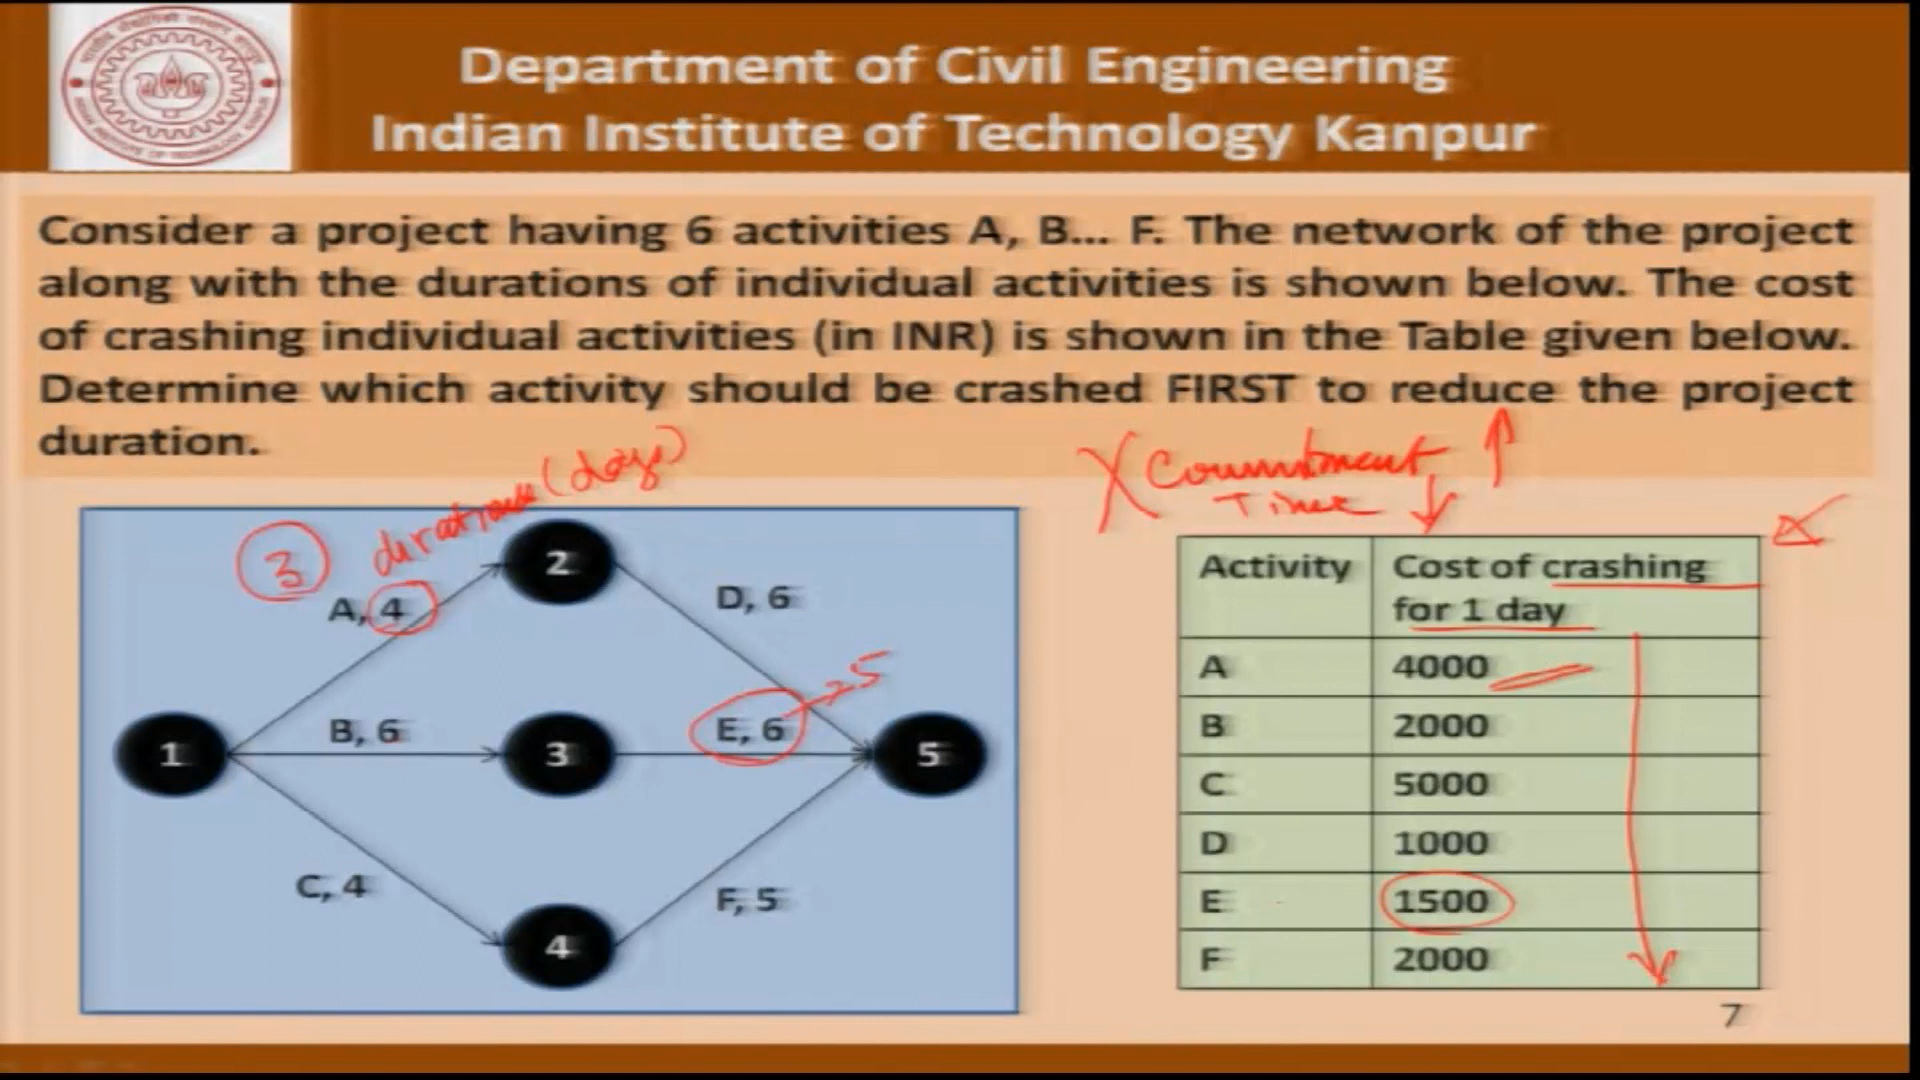 Department of Civil Engineering
Indian Institute of Technology Kanpur
Consider a project having 6 activities A, B... F. The network of the project
along with the durations of individual activities is shown below. The cost
of crashing individual activities (in INR) is shown in the Table given below.
Determine which activity should be crashed FIRST to reduce the project
duration.
durations (days)
3
A, 4
2
D, 6
1
B, 6
3
E, 6
5
5
C, 4
4
F, 5
X
Time
Activity
Cost of crashing
for 1 day
A 4000
B 2000
C 5000
D 1000
E 1500
F 2000
7